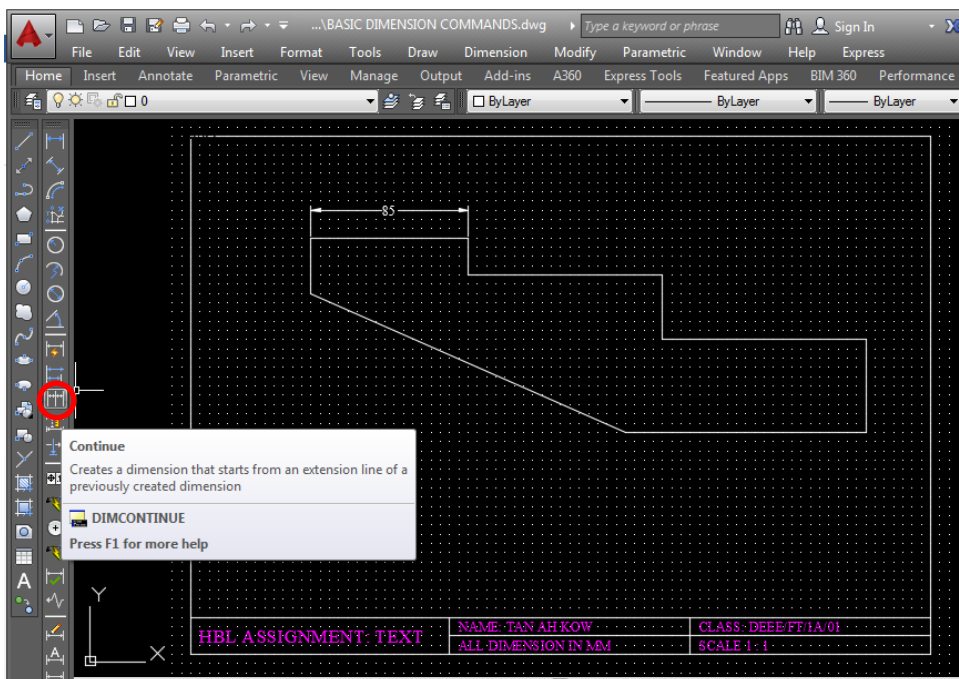 ...\BASIC DIMENSION COMMANDS.dwg Type a keyword or phrase Sign In
File Edit View Insert Format Tools Draw Dimension Modify Parametric Window Help Express
Home Insert Annotate Parametric View Manage Output Add-ins A360 Express Tools Featured Apps BIM 360 Performance
0 ByLayer ByLayer ByLayer
85
Continue
Creates a dimension that starts from an extension line of a
previously created dimension
DIMCONTINUE
Press F1 for more help
A
Y
X
A
HBL ASSIGNMENT: TEXT
NAME: TAN AH KOW
CLASS: DEEE/FT/1A/01
ALL DIMENSION IN MM
SCALE 1 : 1